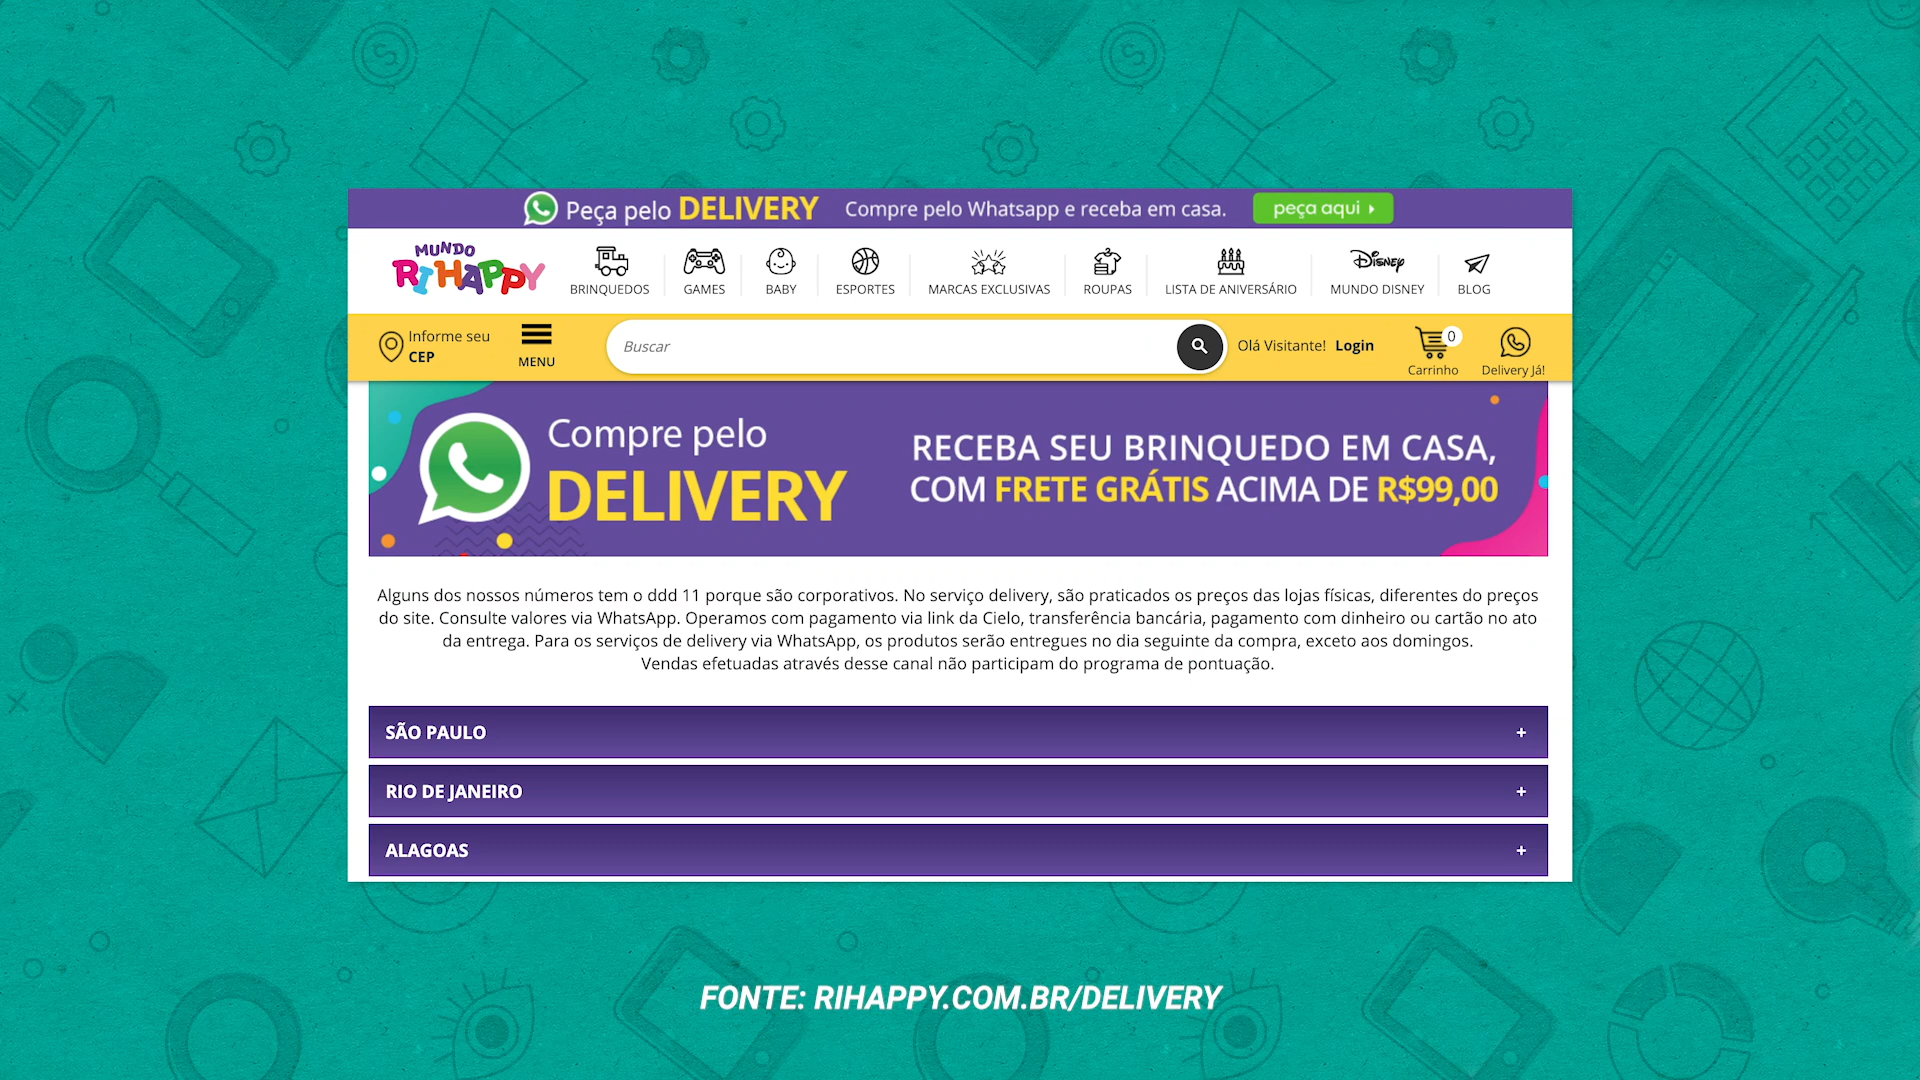 Peça pelo DELIVERY Compre pelo Whatsapp e receba em casa. peça aqui
MUNDO
RIHAPPY
BRINQUEDOS GAMES BABY ESPORTES MARCAS EXCLUSIVAS ROUPAS LISTA DE ANIVERSÁRIO MUNDO DISNEY BLOG
Disney
Informe seu
CEP
MENU
Buscar
Olá Visitante! Login
0
Carrinho
Delivery Já!
Compre pelo
DELIVERY
RECEBA SEU BRINQUEDO EM CASA,
COM FRETE GRÁTIS ACIMA DE R$99,00
Alguns dos nossos números tem o ddd 11 porque são corporativos. No serviço delivery, são praticados os preços das lojas físicas, diferentes do preços
do site. Consulte valores via WhatsApp. Operamos com pagamento via link da Cielo, transferência bancária, pagamento com dinheiro ou cartão no ato
da entrega. Para os serviços de delivery via WhatsApp, os produtos serão entregues no dia seguinte da compra, exceto aos domingos.
Vendas efetuadas através desse canal não participam do programa de pontuação.
SÃO PAULO +
RIO DE JANEIRO +
ALAGOAS +
FONTE: RIHAPPY.COM.BR/DELIVERY